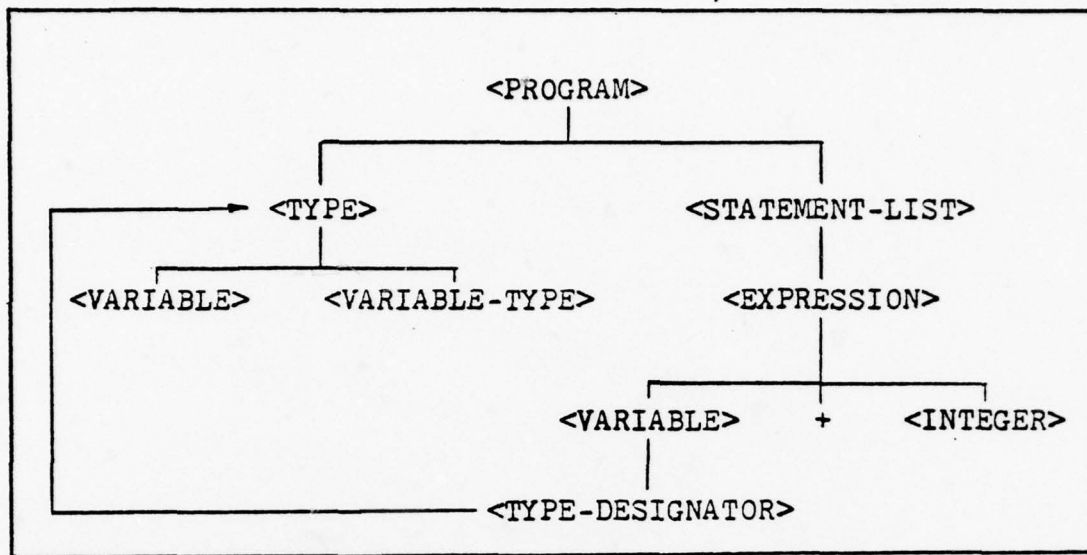 <PROGRAM>
<TYPE> <STATEMENT-LIST>
<VARIABLE> <VARIABLE-TYPE> <EXPRESSION>
<VARIABLE> + <INTEGER>
<TYPE-DESIGNATOR>